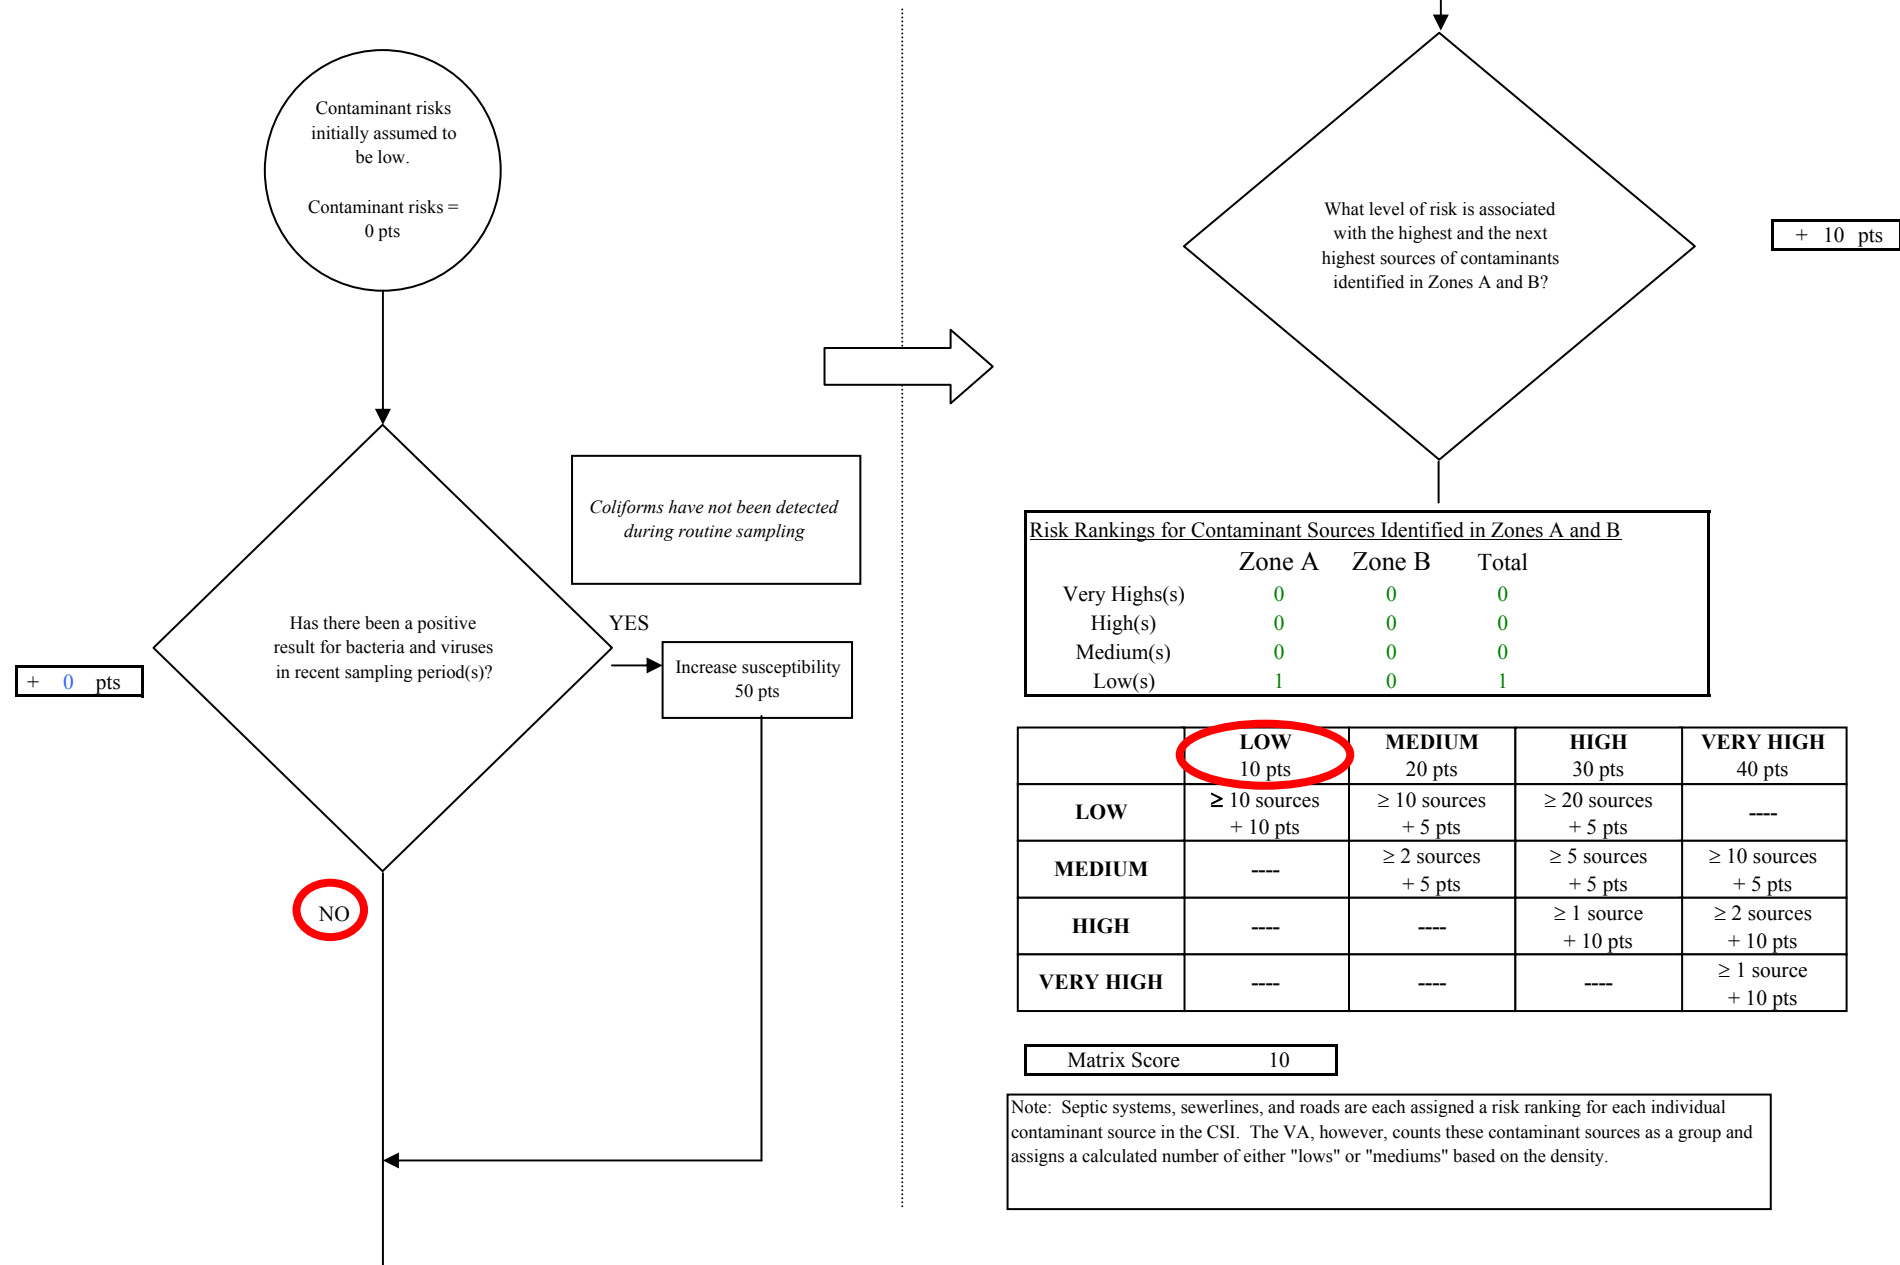 Contaminant risks
initially assumed to
be low.
Contaminant risks =
0 pts
Coliforms have not been detected
during routine sampling
Has there been a positive
result for bacteria and viruses
in recent sampling period(s)?
YES
Increase susceptibility
50 pts
+ 0 pts
NO
What level of risk is associated
with the highest and the next
highest sources of contaminants
identified in Zones A and B?
+ 10 pts
Risk Rankings for Contaminant Sources Identified in Zones A and B
Zone A Zone B Total
Very Highs(s) 0 0 0
High(s) 0 0 0
Medium(s) 0 0 0
Low(s) 1 0 1
LOW MEDIUM HIGH VERY HIGH
10 pts 20 pts 30 pts 40 pts
LOW ≥ 10 sources ≥ 10 sources ≥ 20 sources ----
+ 10 pts + 5 pts + 5 pts
MEDIUM ---- ≥ 2 sources ≥ 5 sources ≥ 10 sources
+ 5 pts + 5 pts + 5 pts
HIGH ---- ---- ≥ 1 source ≥ 2 sources
+ 10 pts + 10 pts
VERY HIGH ---- ---- ---- ≥ 1 source
+ 10 pts
Matrix Score 10
Note: Septic systems, sewerlines, and roads are each assigned a risk ranking for each individual
contaminant source in the CSI. The VA, however, counts these contaminant sources as a group and
assigns a calculated number of either "lows" or "mediums" based on the density.